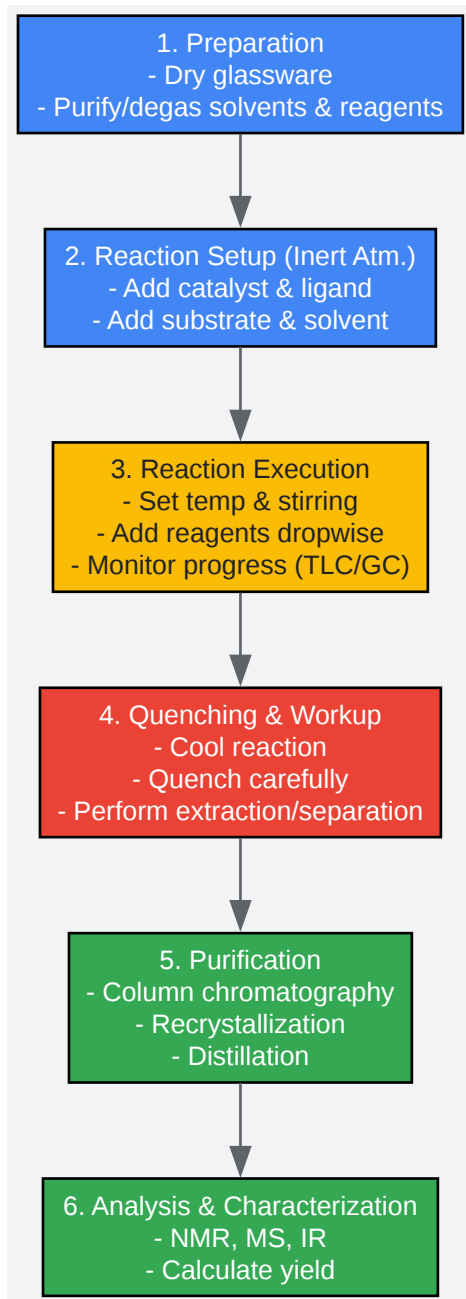 1. Preparation
- Dry glassware
- Purify/degas solvents & reagents
2. Reaction Setup (Inert Atm.)
- Add catalyst & ligand
- Add substrate & solvent
3. Reaction Execution
- Set temp & stirring
- Add reagents dropwise
- Monitor progress (TLC/GC)
4. Quenching & Workup
- Cool reaction
- Quench carefully
- Perform extraction/separation
5. Purification
- Column chromatography
- Recrystallization
- Distillation
6. Analysis & Characterization
- NMR, MS, IR
- Calculate yield